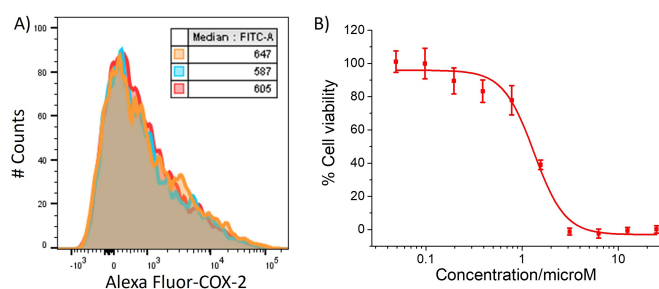 A)
Median : FITC-A
647
587
605
100
80
60
40
20
0
# Counts
-10³ 0 10³ 10⁴ 10⁵
Alexa Fluor-COX-2
B)
120
100
80
60
40
20
0
% Cell viability
0.1 1 10
Concentration/microM